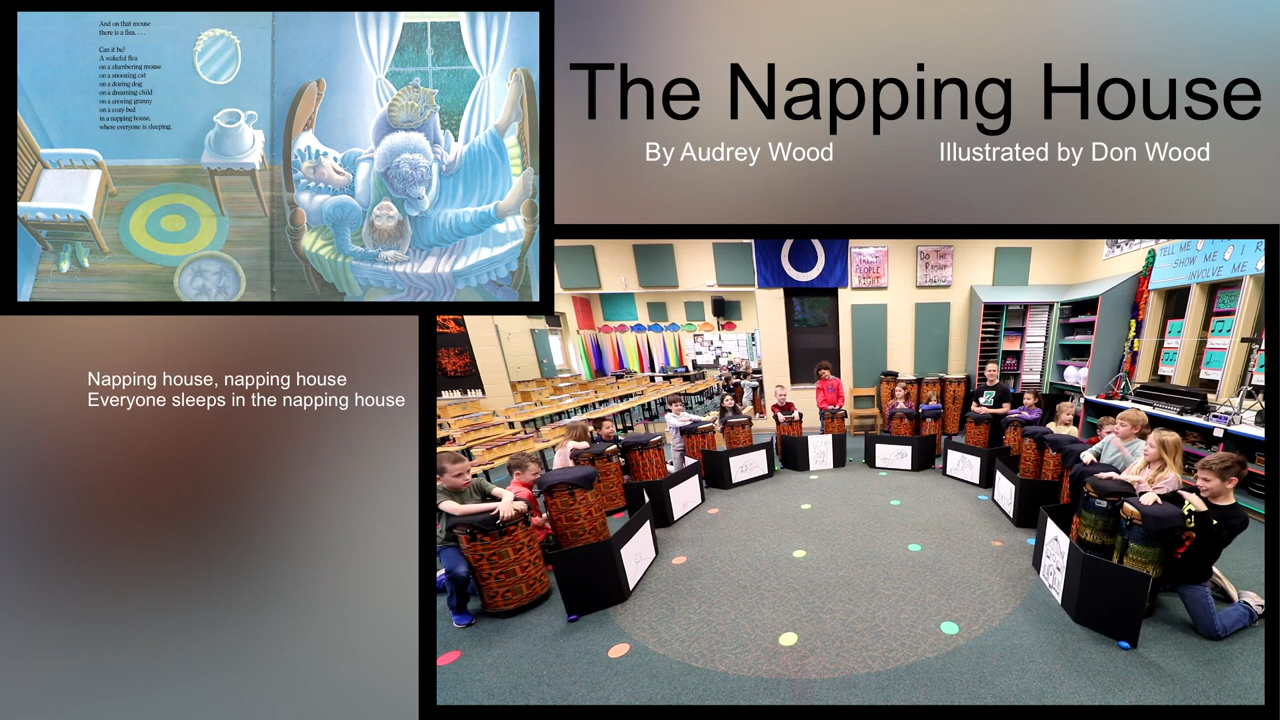 And on that mouse
there is a flea. . . .
Can it be?
A wakeful flea
on a slumbering mouse
on a snoozing cat
on a dozing dog
on a dreaming child
on a snoring granny
on a cozy bed
in a napping house,
where everyone is sleeping.
The Napping House
By Audrey Wood
Illustrated by Don Wood
Napping house, napping house
Everyone sleeps in the napping house
TREAT
PEOPLE
RIGHT
DO THE
RIGHT
THING
TELL ME
SHOW ME
INVOLVE ME